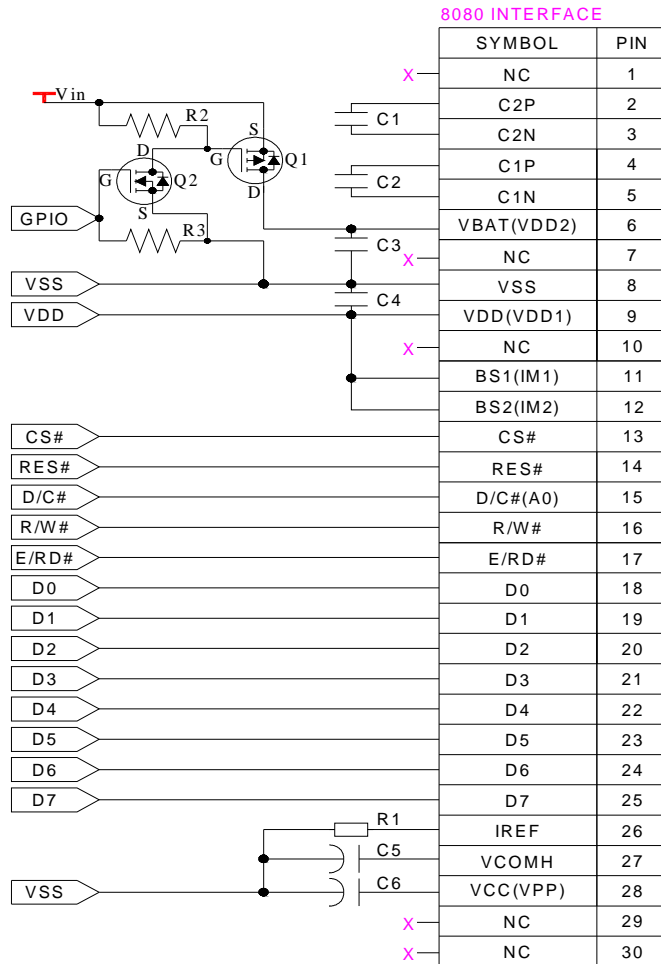 8080 INTERFACE
SYMBOL PIN
X NC 1
Vin
C2P 2
R2
C1
C2N 3
S
D G Q1
C1P 4
G Q2
C2
D
C1N 5
S
GPIO
R3
VBAT(VDD2) 6
C3
X NC 7
VSS VSS 8
C4
VDD VDD(VDD1) 9
X NC 10
BS1(IM1) 11
BS2(IM2) 12
CS# CS# 13
RES# RES# 14
D/C# D/C#(A0) 15
R/W# R/W# 16
E/RD# E/RD# 17
D0 D0 18
D1 D1 19
D2 D2 20
D3 D3 21
D4 D4 22
D5 D5 23
D6 D6 24
D7 D7 25
R1
IREF 26
C5
VCOMH 27
C6
VSS VCC(VPP) 28
X NC 29
X NC 30